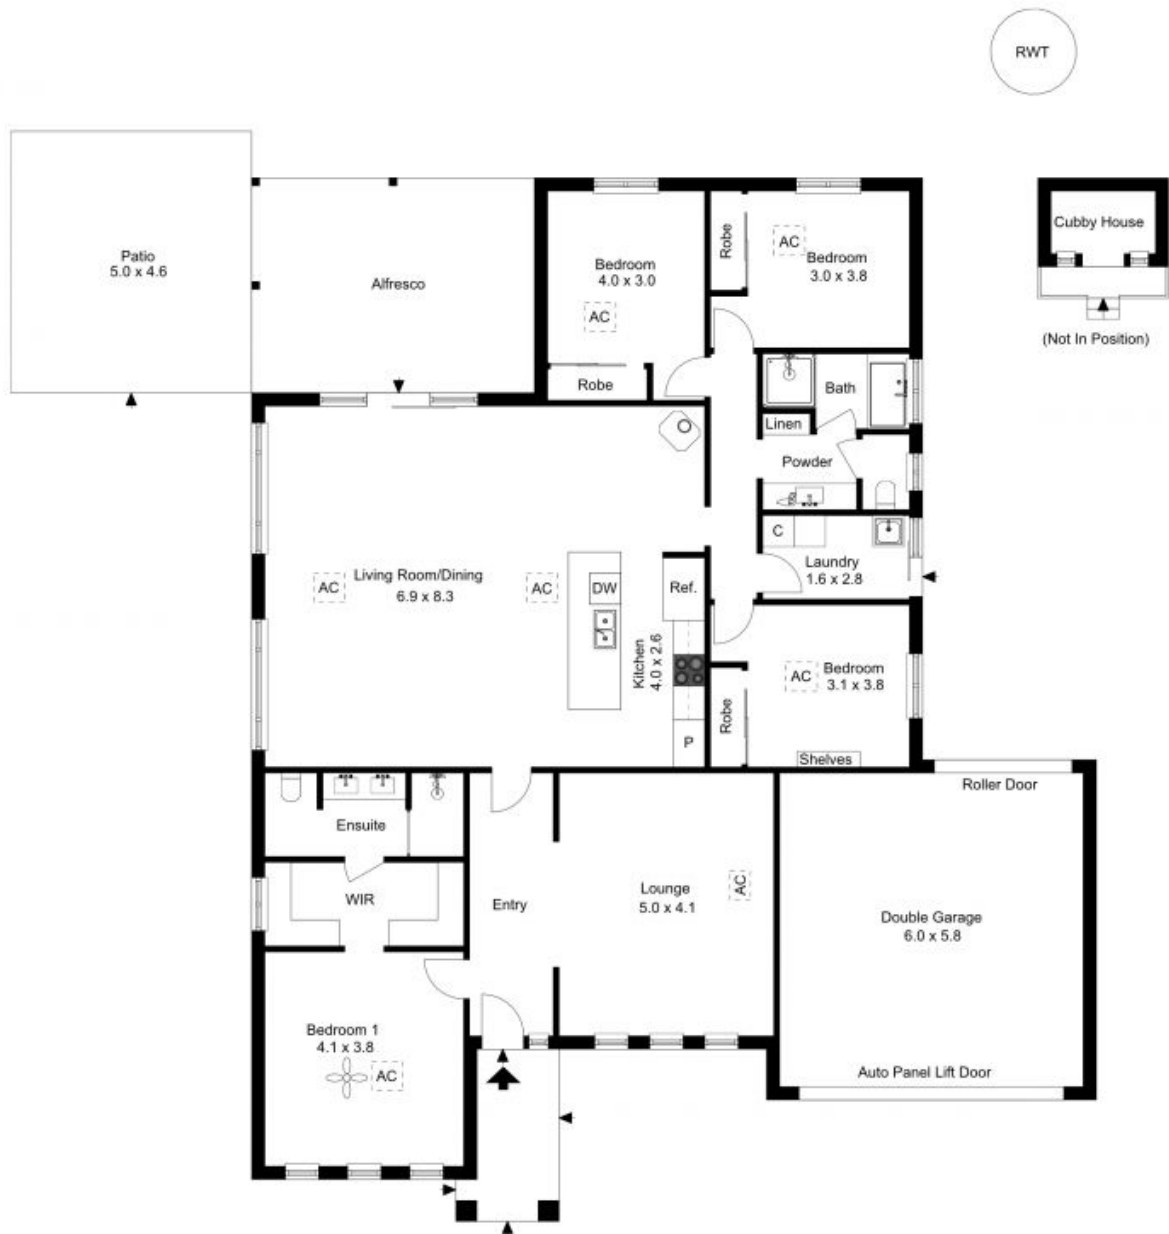 RWT
Cubby House
(Not In Position)
Patio
5.0 x 4.6
Alfresco
Bedroom
4.0 x 3.0
AC
Robe
Robe
AC
Bedroom
3.0 x 3.8
Bath
Linen
Powder
C
Laundry
1.6 x 2.8
AC
Living Room/Dining
6.9 x 8.3
AC
DW
Ref.
Kitchen
4.0 x 2.6
P
AC
Bedroom
3.1 x 3.8
Robe
Shelves
Roller Door
Ensuite
WIR
Entry
Lounge
5.0 x 4.1
AC
Double Garage
6.0 x 5.8
Auto Panel Lift Door
Bedroom 1
4.1 x 3.8
AC